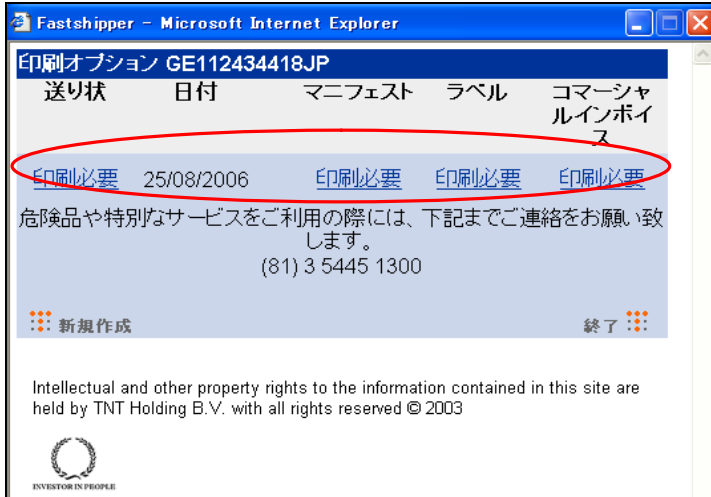 Fastshipper - Microsoft Internet Explorer
印刷オプション GE112434418JP
送り状 日付 マニフェスト ラベル コマーシャ
ルインボイ
ス
印刷必要 25/08/2006 印刷必要 印刷必要 印刷必要
危険品や特別なサービスをご利用の際には、下記までご連絡をお願い致
します。
(81) 3 5445 1300
新規作成 終了
Intellectual and other property rights to the information contained in this site are
held by TNT Holding B.V. with all rights reserved © 2003
INVESTOR IN PEOPLE